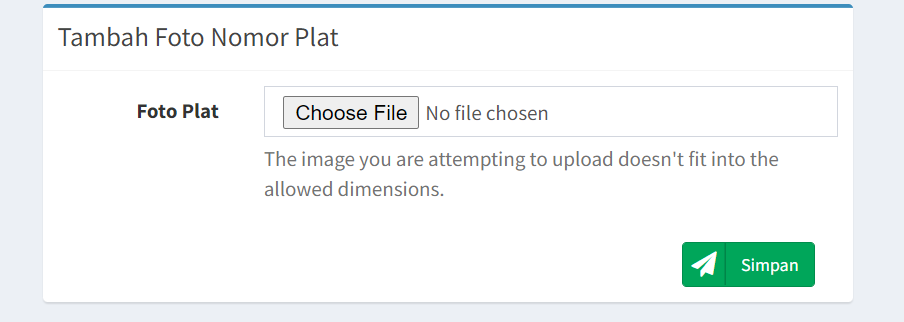 Tambah Foto Nomor Plat
Foto Plat
Choose File No file chosen
The image you are attempting to upload doesn't fit into the
allowed dimensions.
Simpan